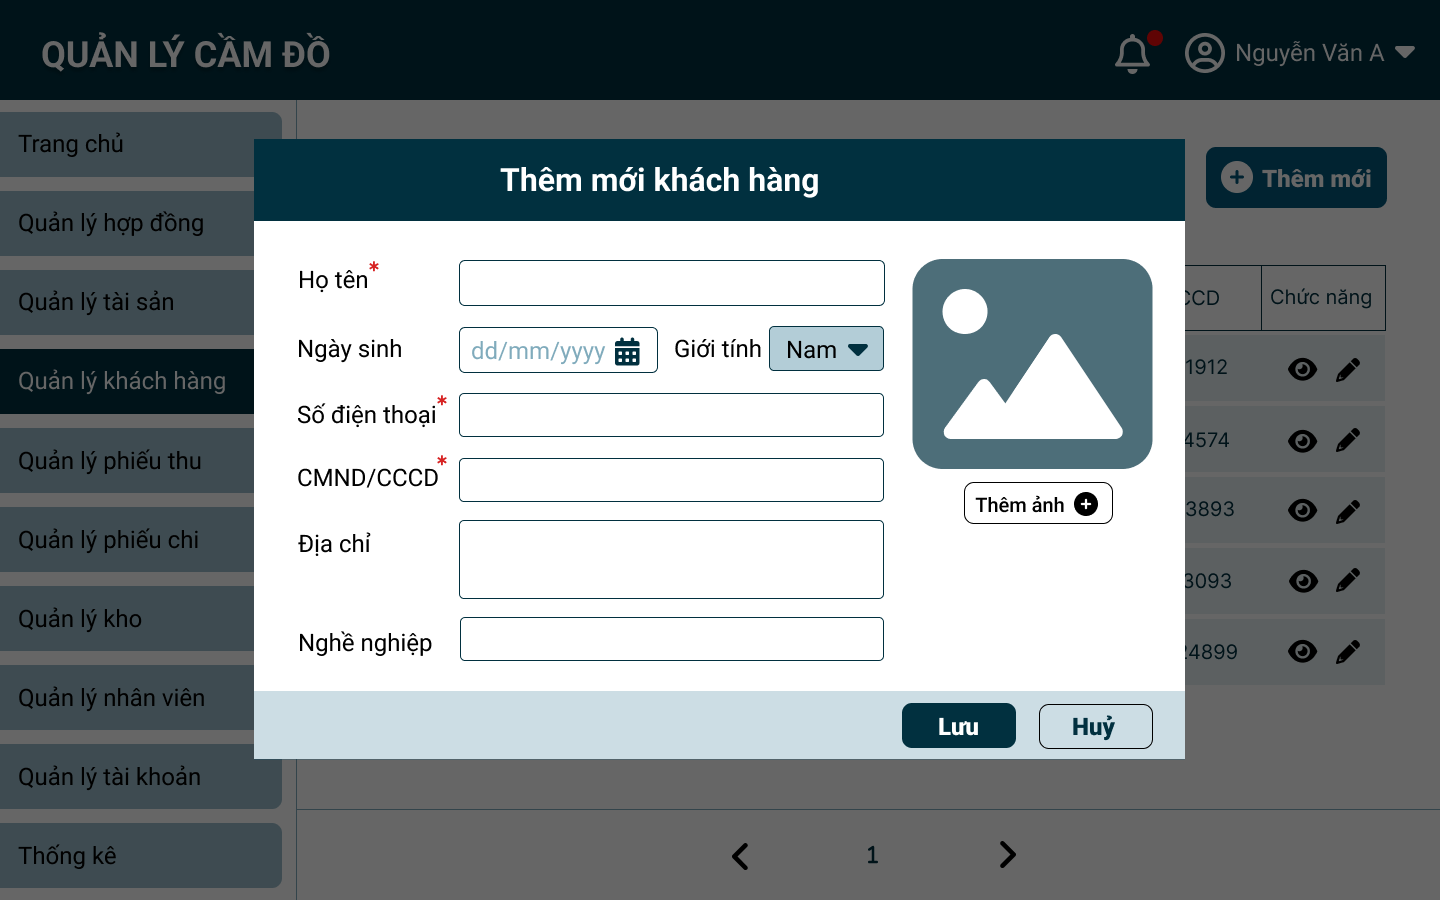 QUẢN LÝ CẦM ĐỒ
Nguyễn Văn A
Trang chủ
Quản lý hợp đồng
Quản lý tài sản
Quản lý khách hàng
Quản lý phiếu thu
Quản lý phiếu chi
Quản lý kho
Quản lý nhân viên
Quản lý tài khoản
Thống kê
Thêm mới
Thêm mới khách hàng
Họ tên*
Ngày sinh dd/mm/yyyy Giới tính Nam
Số điện thoại*
CMND/CCCD*
Địa chỉ
Nghề nghiệp
Thêm ảnh
Lưu Huỷ
CCD Chức năng
1912
4574
3893
3093
24899
1